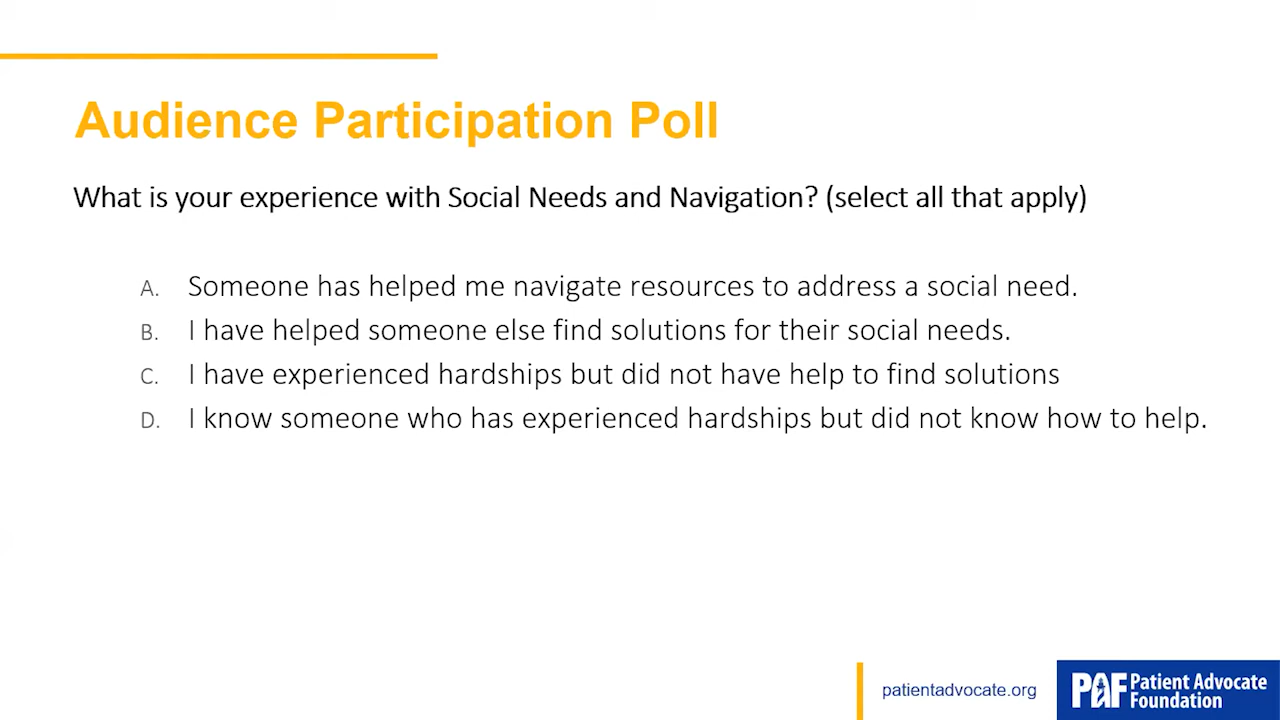 Audience Participation Poll
What is your experience with Social Needs and Navigation? (select all that apply)
A. Someone has helped me navigate resources to address a social need.
B. I have helped someone else find solutions for their social needs.
C. I have experienced hardships but did not have help to find solutions
D. I know someone who has experienced hardships but did not know how to help.
patientadvocate.org
PAF Patient Advocate
Foundation